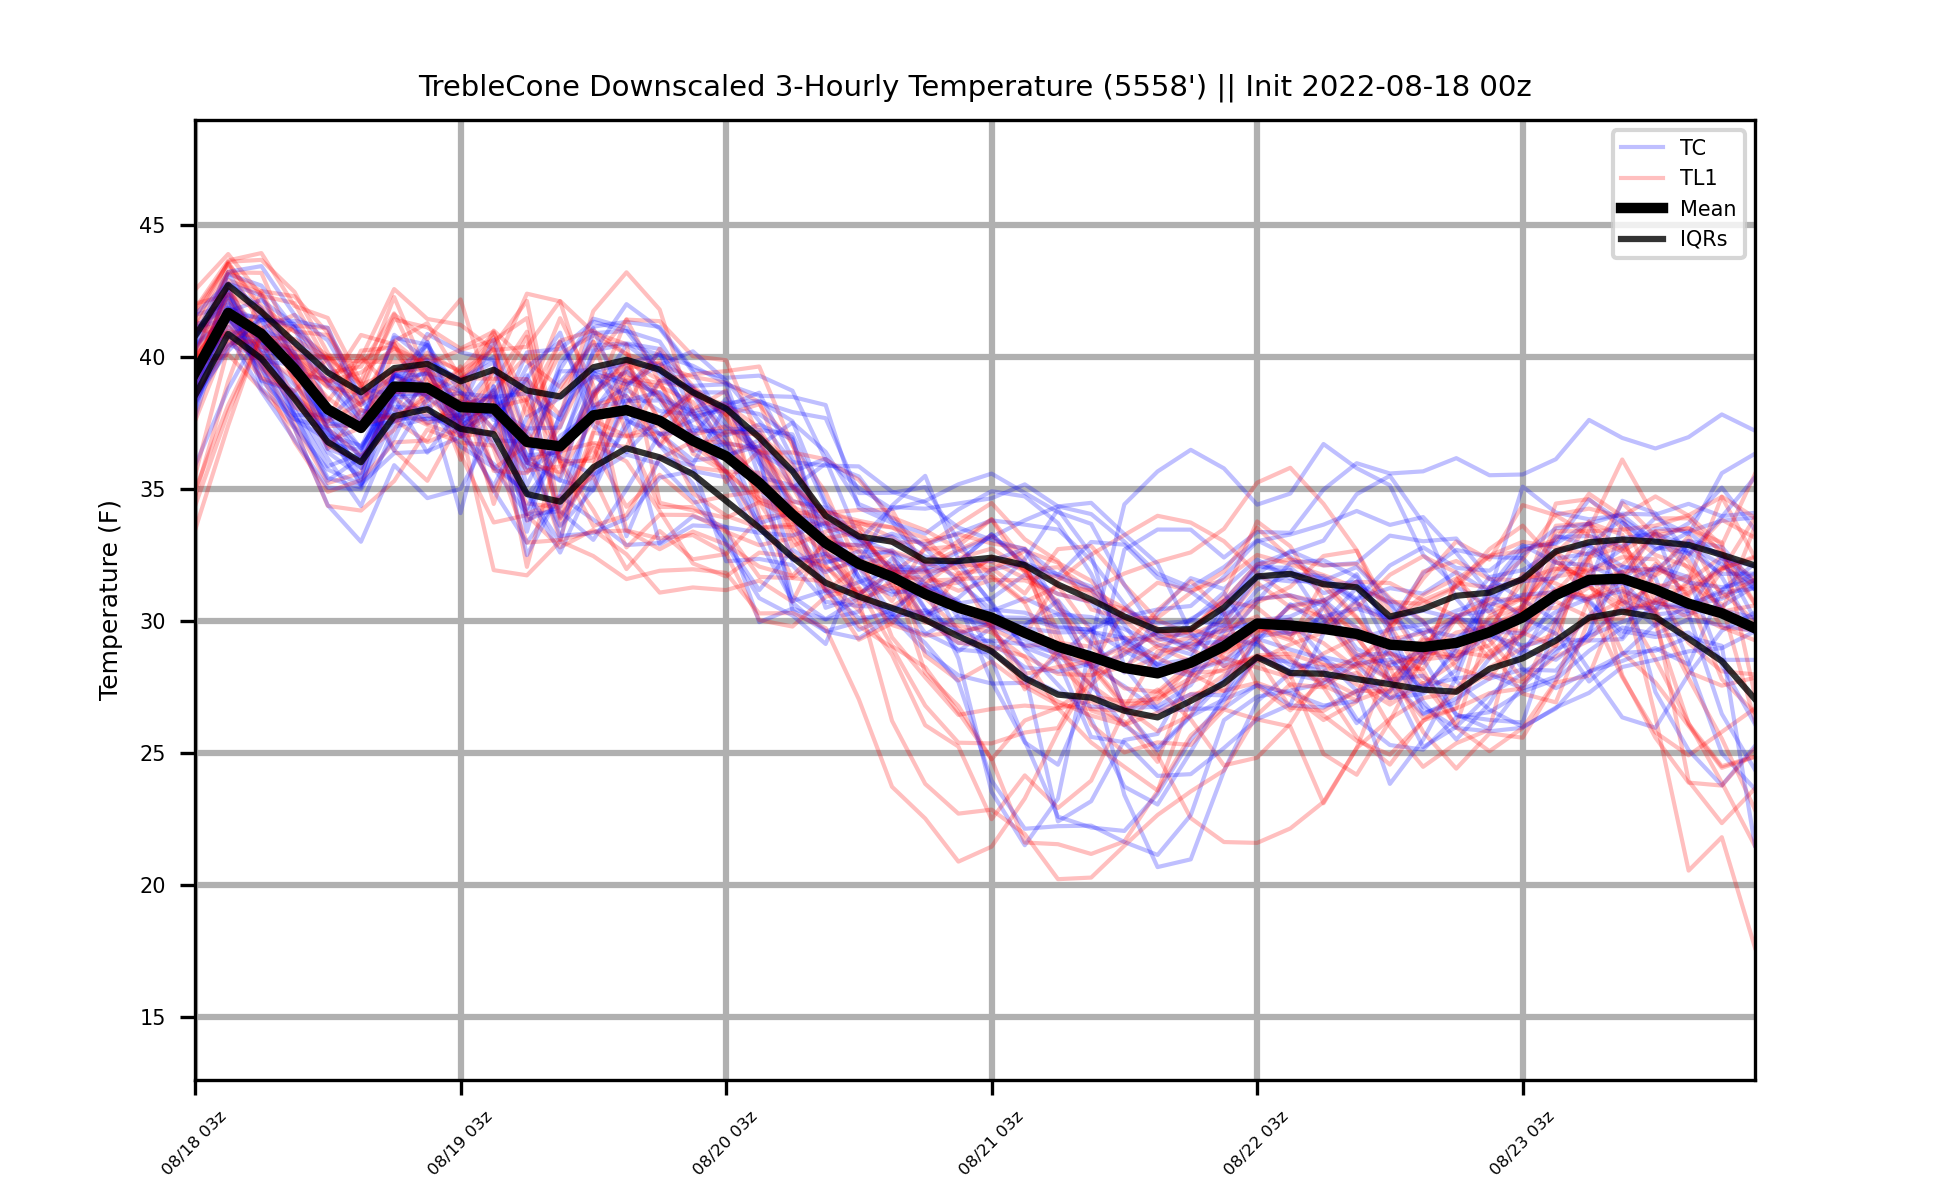 TrebleCone Downscaled 3-Hourly Temperature (5558') || Init 2022-08-18 00z
TC
TL1
Mean
IQRs
Temperature (F)
45
40
35
30
25
20
15
08/18 03z
08/19 03z
08/20 03z
08/21 03z
08/22 03z
08/23 03z